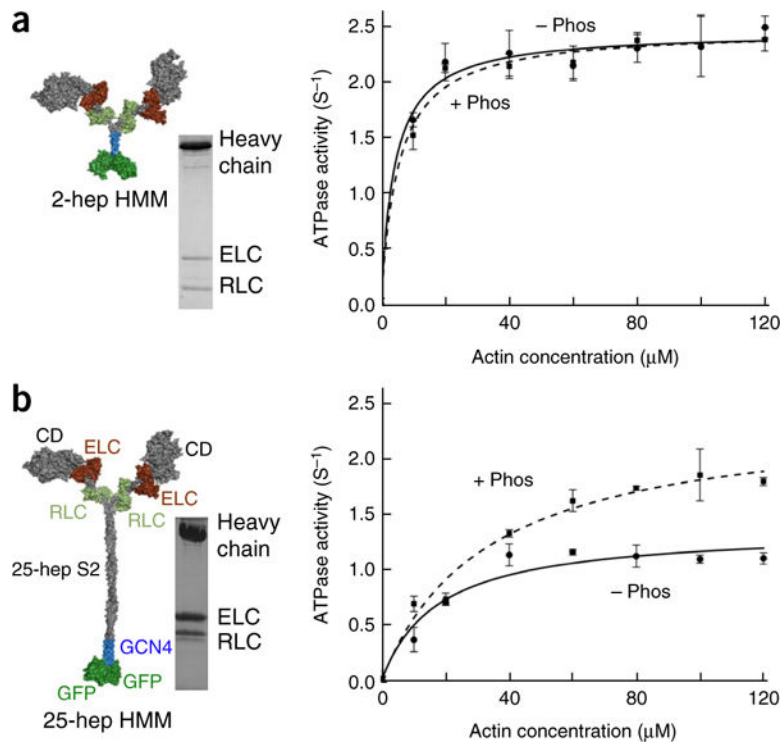 a
2-hep HMM
Heavy
chain
ELC
RLC
ATPase activity (S⁻¹)
2.5
2.0
1.5
1.0
0.5
0.0
– Phos
+ Phos
0
40
80
120
Actin concentration (μM)
b
CD
ELC
CD
RLC
RLC
ELC
25-hep S2
GCN4
GFP
GFP
25-hep HMM
Heavy
chain
ELC
RLC
ATPase activity (S⁻¹)
2.5
2.0
1.5
1.0
0.5
0.0
+ Phos
– Phos
0
40
80
120
Actin concentration (μM)